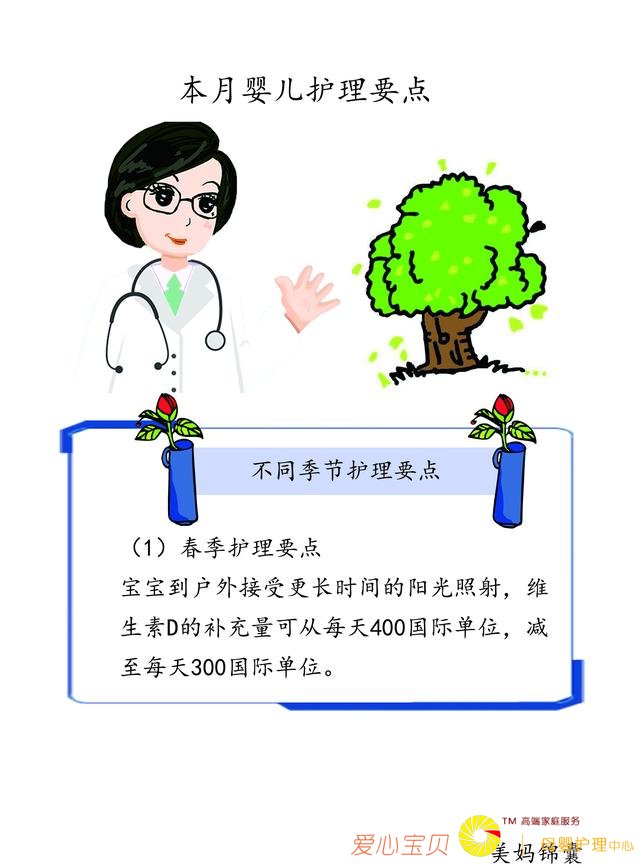 本月婴儿护理要点
不同季节护理要点
（1）春季护理要点
宝宝到户外接受更长时间的阳光照射，维
生素D的补充量可从每天400国际单位，减
至每天300国际单位。
TM 高端家庭服务
爱心宝贝
母婴护理中心
美妈锦囊